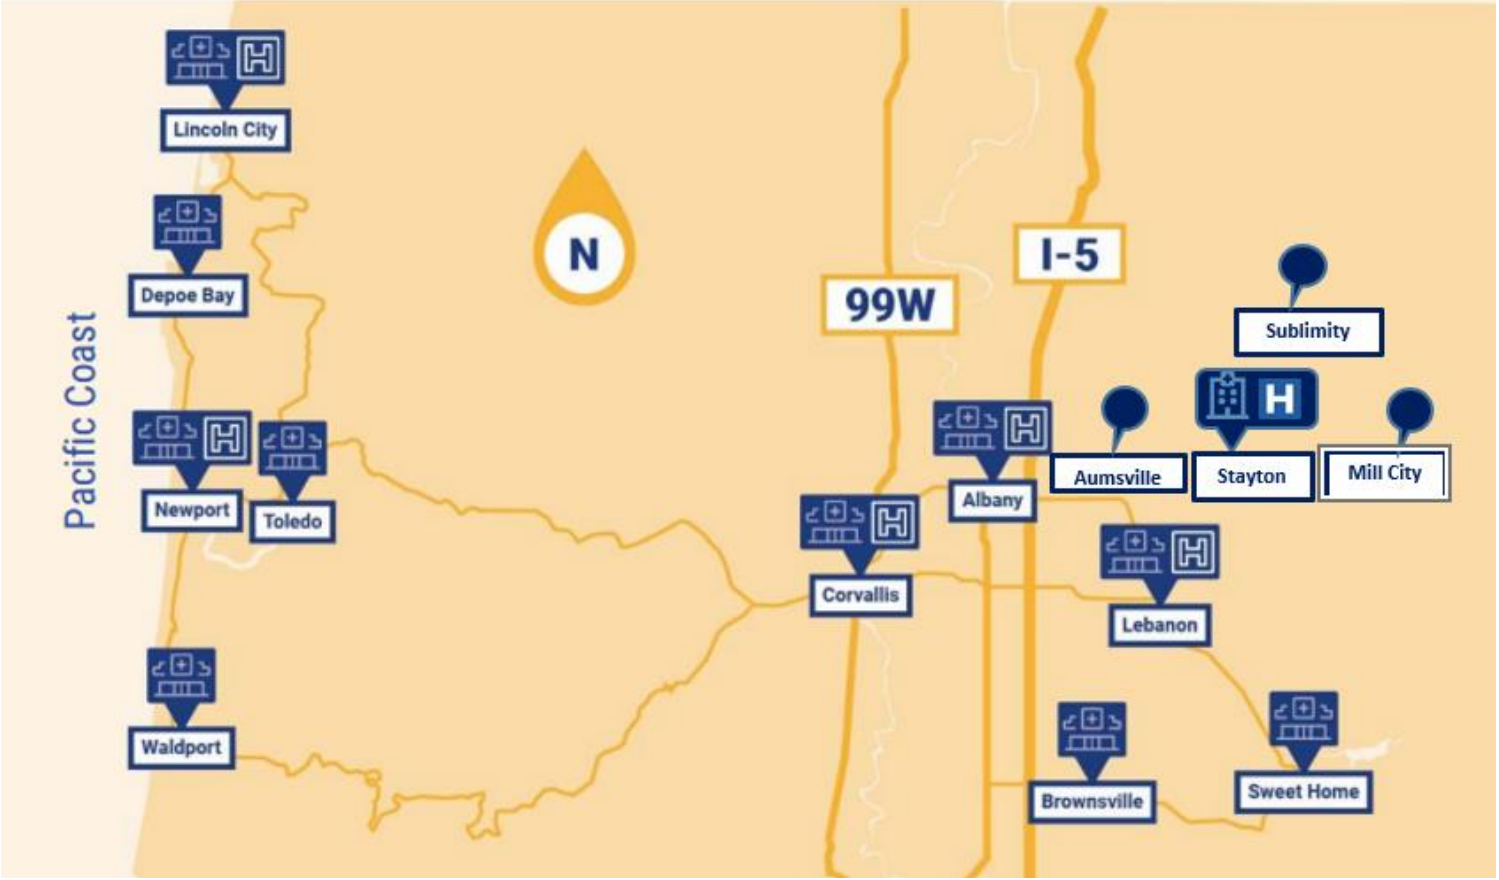 H
Lincoln City
Depoe Bay
N
I-5
99W
Sublimity
Pacific Coast
H
Newport
Toledo
H
Albany
Aumsville
H
Stayton
Mill City
H
Corvallis
H
Lebanon
Waldport
Brownsville
Sweet Home